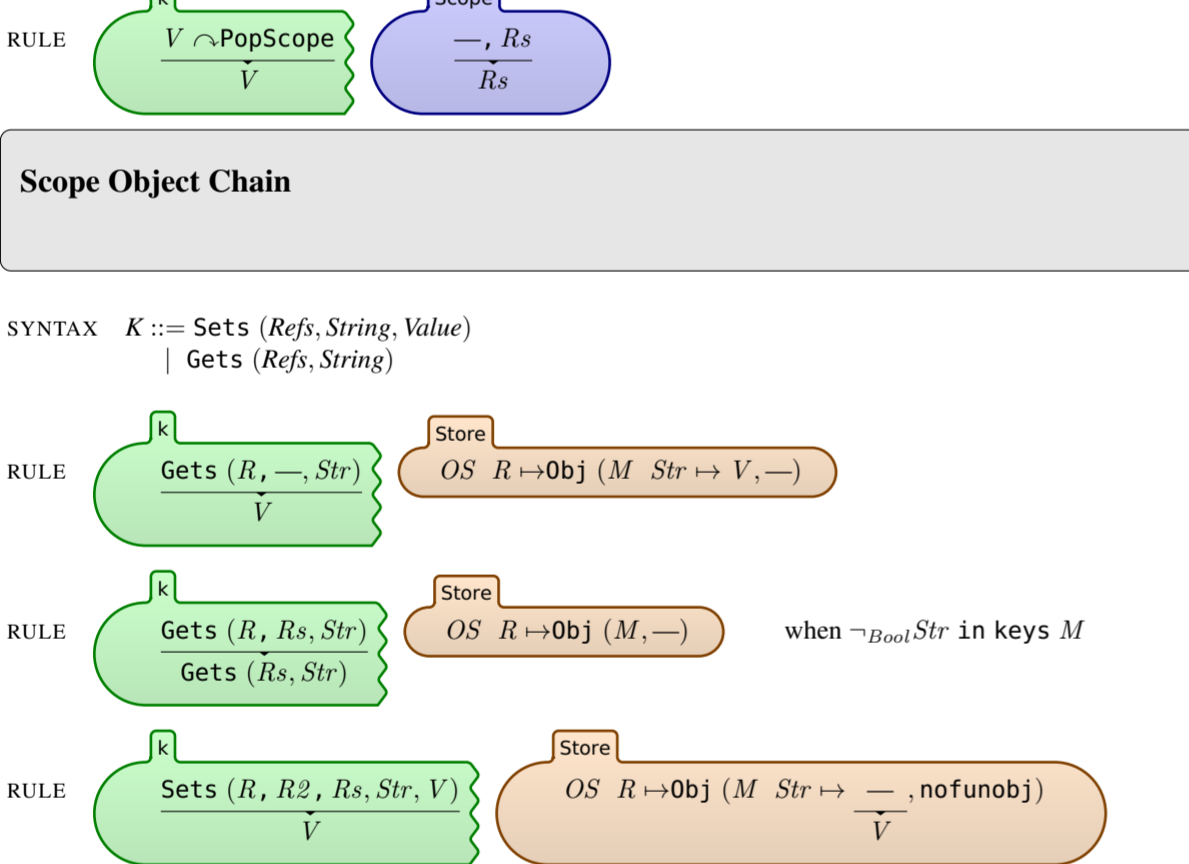 k Scope
RULE V ↷PopScope —, Rs
V Rs
Scope Object Chain
SYNTAX K ::= Sets (Refs, String, Value)
| Gets (Refs, String)
k Store
RULE Gets (R, —, Str) OS R ↦Obj (M Str ↦ V, —)
V
k Store
RULE Gets (R, Rs, Str) OS R ↦Obj (M, —) when ¬BoolStr in keys M
Gets (Rs, Str)
k Store
RULE Sets (R, R2, Rs, Str, V) OS R ↦Obj (M Str ↦ — , nofunobj)
V V